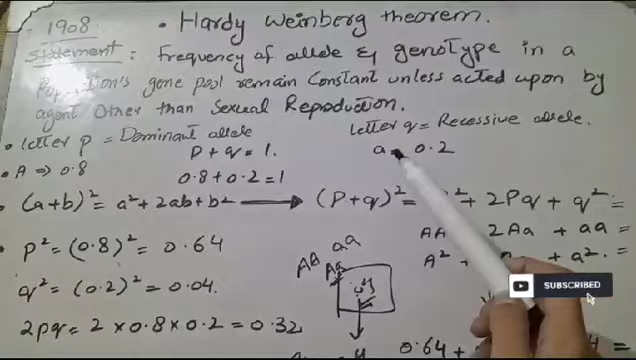 1908. • Hardy Weinberg theorem.
Statement: Frequency of allele & genotype in a
Population's gene pool remain Constant unless acted upon by
agent Other than Sexual Reproduction.
• letter p = Dominant allele
letter q = Recessive allele.
P + q = 1.
a = 0.2
• A => 0.8
0.8 + 0.2 = 1
• (a+b)² = a² + 2ab + b² → (P+q)² = ² + 2Pq + q² =
AA 2Aa + aa =
A² + + a². =
• p² = (0.8)² = 0.64
q² = (0.2)² = 0.04.
2pq = 2 × 0.8 × 0.2 = 0.32
AA aa
Aa
0.64 +
SUBSCRIBED